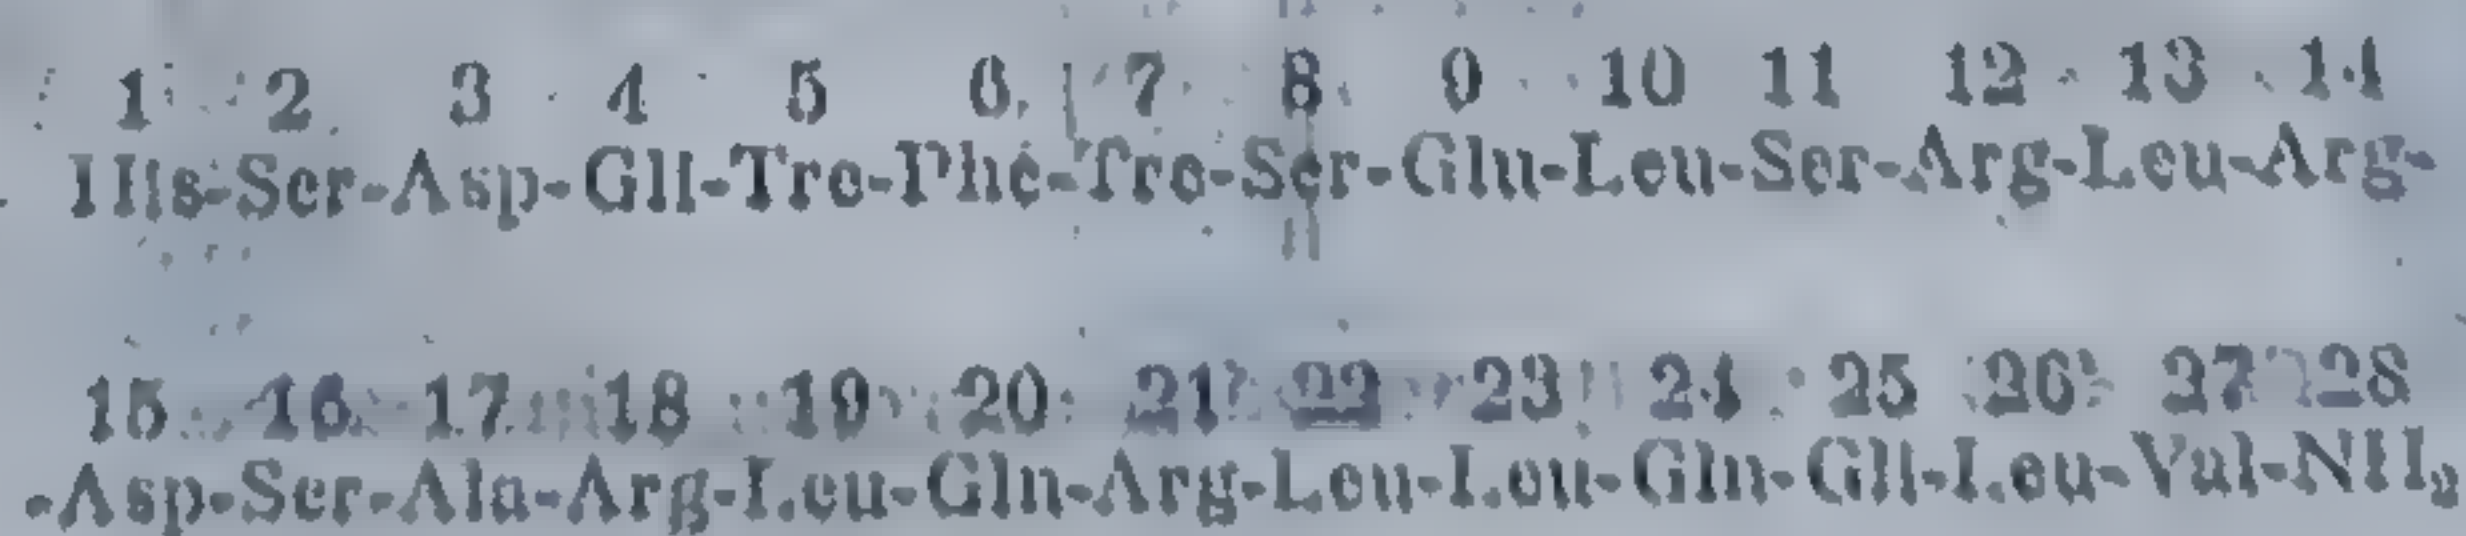 1 2 3 4 5 6 7 8 9 10 11 12 13 14
His-Ser-Asp-Gli-Tre-Phe-Tre-Ser-Glu-Leu-Ser-Arg-Leu-Arg-
15 16 17 18 19 20 21 22 23 24 25 26 27 28
-Asp-Ser-Ala-Arg-Leu-Gln-Arg-Leu-Leu-Gln-Gli-Leu-Val-NH₂